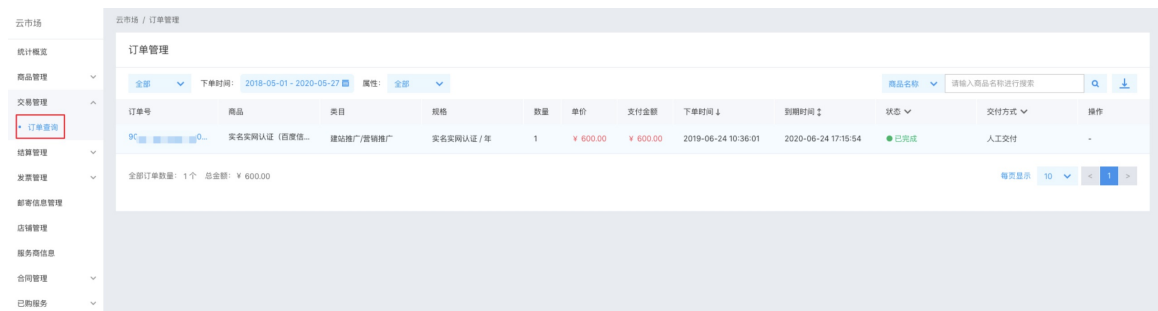 云市场
云市场 / 订单管理
统计概览
商品管理
交易管理
• 订单查询
结算管理
发票管理
邮寄信息管理
店铺管理
服务商信息
合同管理
已购服务
订单管理
全部 下单时间: 2018-05-01 - 2020-05-27 属性: 全部 商品名称 请输入商品名称进行搜索
订单号 商品 类目 规格 数量 单价 支付金额 下单时间 到期时间 状态 交付方式 操作
实名实网认证（百度信... 建站推广/营销推广 实名实网认证 / 年 1 ¥ 600.00 ¥ 600.00 2019-06-24 10:36:01 2020-06-24 17:15:54 已完成 人工交付 -
全部订单数量: 1 个 总金额: ¥ 600.00
每页显示 10 < 1 >